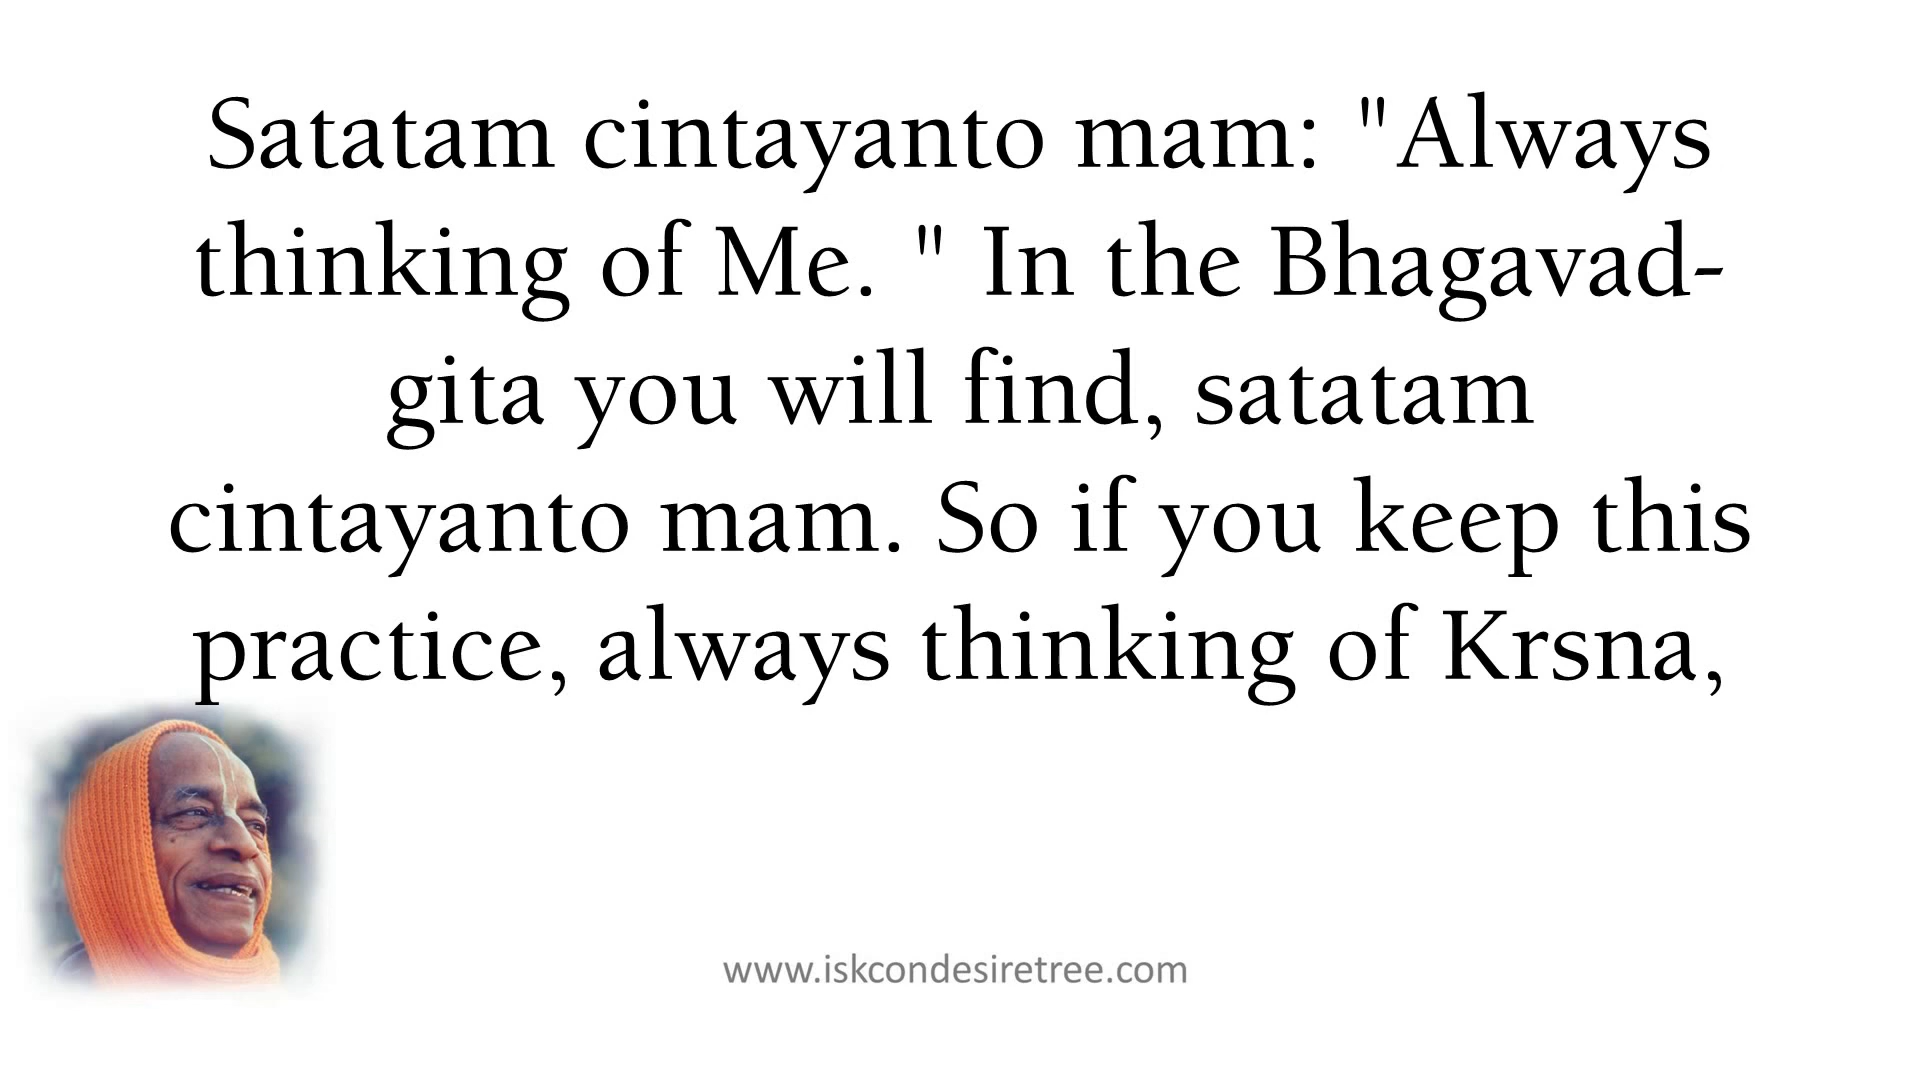 Satatam cintayanto mam: "Always
thinking of Me. " In the Bhagavad-
gita you will find, satatam
cintayanto mam. So if you keep this
practice, always thinking of Krsna,
www.iskcondesiretree.com